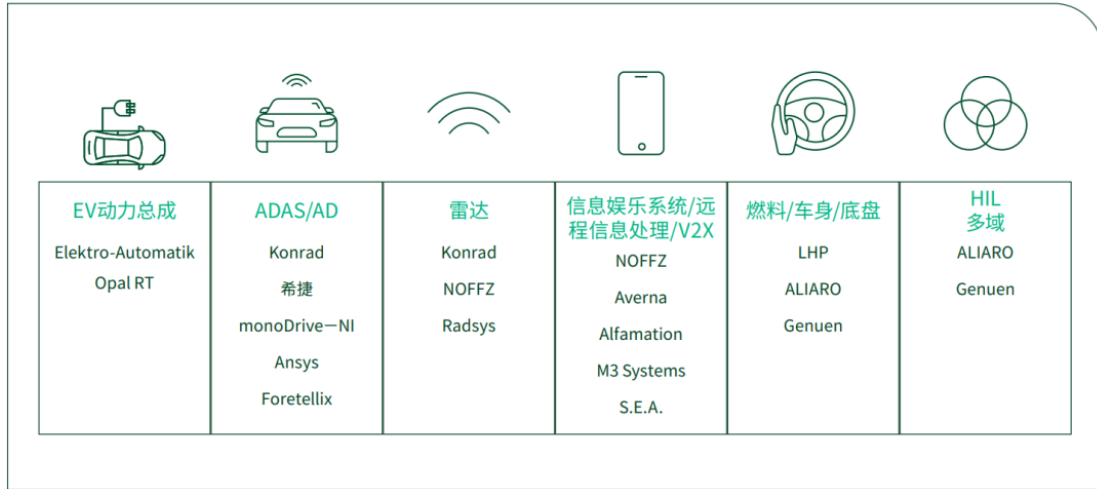 EV动力总成
Elektro-Automatik
Opal RT
ADAS/AD
Konrad
希捷
monoDrive—NI
Ansys
Foretellix
雷达
Konrad
NOFFZ
Radsys
信息娱乐系统/远
程信息处理/V2X
NOFFZ
Averna
Alfamation
M3 Systems
S.E.A.
燃料/车身/底盘
LHP
ALIARO
Genuen
HIL
多域
ALIARO
Genuen